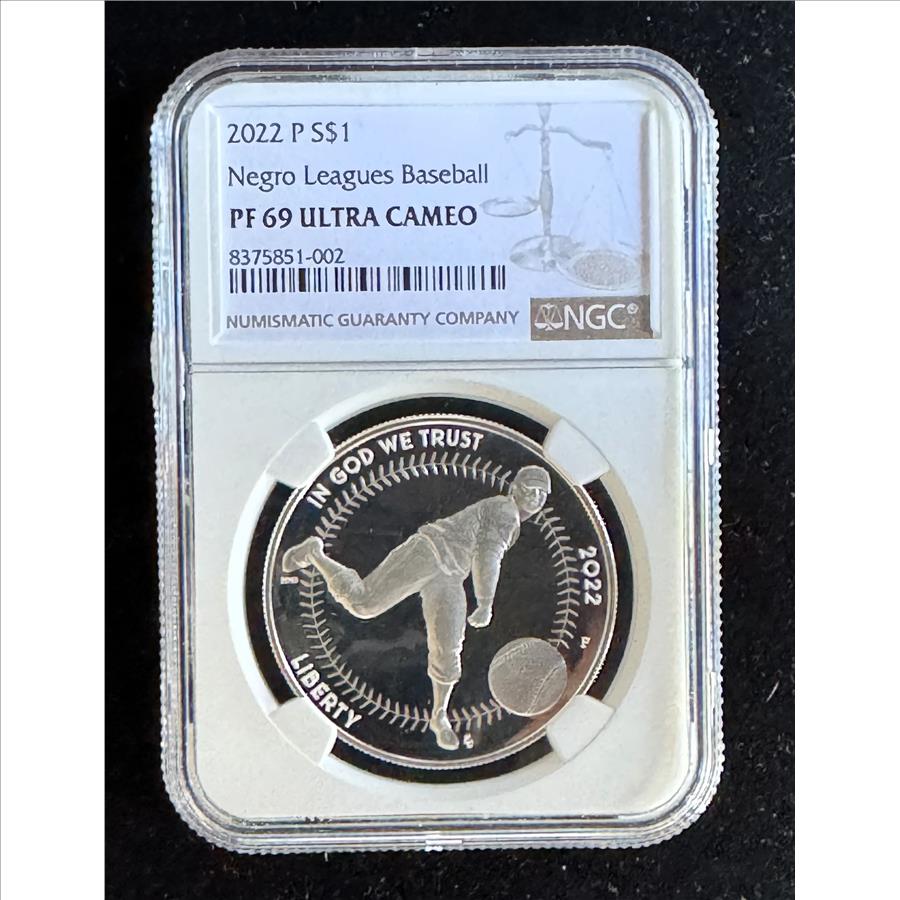 2022 P S$1
Negro Leagues Baseball
PF 69 ULTRA CAMEO
8375851-002
NUMISMATIC GUARANTY COMPANY
NGC®
IN GOD WE TRUST
2022
P
LIBERTY